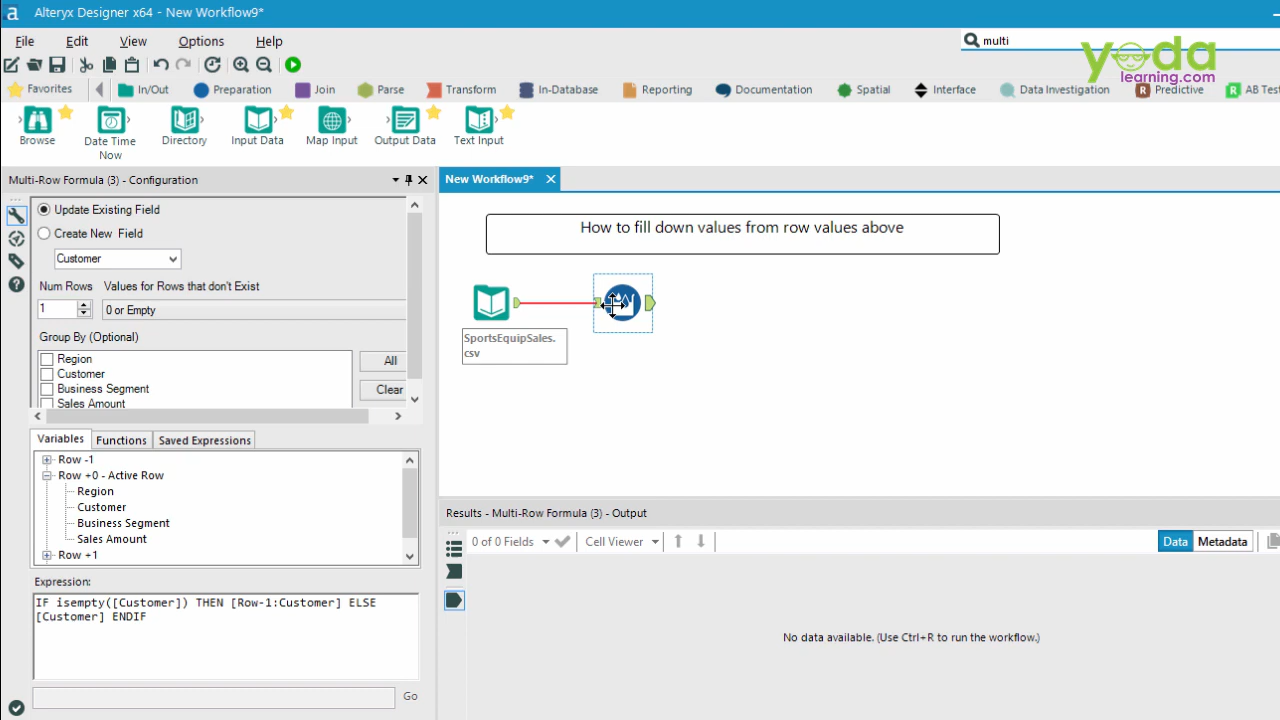 Alteryx Designer x64 - New Workflow9*
File Edit View Options Help
multi
yoda
learning.com
Favorites In/Out Preparation Join Parse Transform In-Database Reporting Documentation Spatial Interface Data Investigation Predictive AB Test
Browse Date Time Now Directory Input Data Map Input Output Data Text Input
Multi-Row Formula (3) - Configuration
New Workflow9*
Update Existing Field
Create New Field
Customer
Num Rows Values for Rows that don't Exist
1 0 or Empty
Group By (Optional)
Region
Customer
Business Segment
Sales Amount
All
Clear
Variables Functions Saved Expressions
Row -1
Row +0 - Active Row
Region
Customer
Business Segment
Sales Amount
Row +1
Expression:
IF isempty([Customer]) THEN [Row-1:Customer] ELSE
[Customer] ENDIF
Go
How to fill down values from row values above
SportsEquipSales.
csv
Results - Multi-Row Formula (3) - Output
0 of 0 Fields Cell Viewer Data Metadata
No data available. (Use Ctrl+R to run the workflow.)